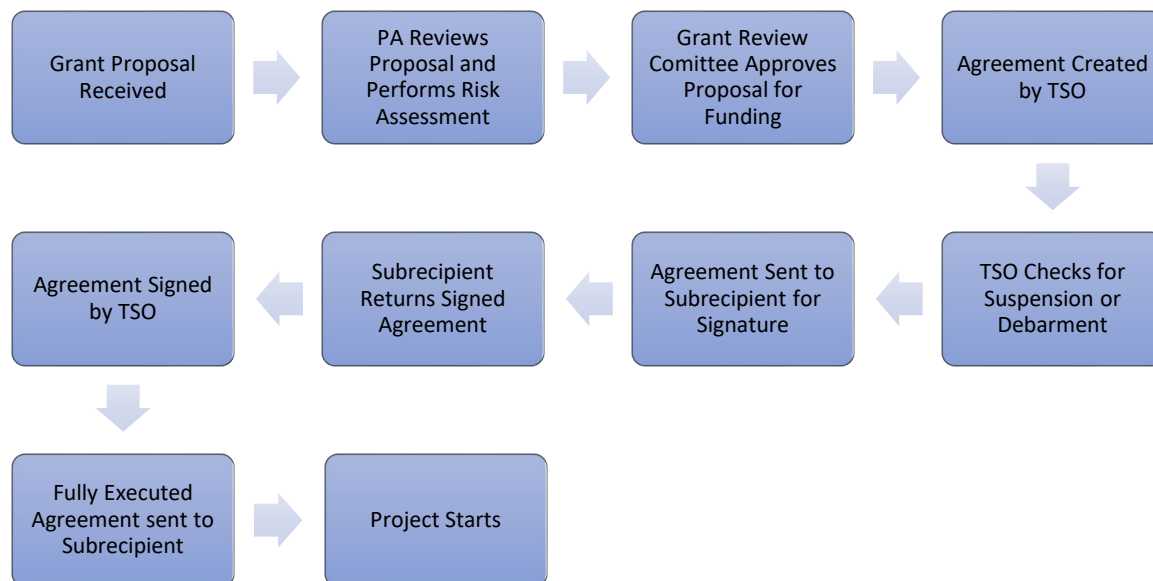 Grant Proposal
Received
PA Reviews
Proposal and
Performs Risk
Assessment
Grant Review
Comittee Approves
Proposal for
Funding
Agreement Created
by TSO
TSO Checks for
Suspension or
Debarment
Agreement Sent to
Subrecipient for
Signature
Subrecipient
Returns Signed
Agreement
Agreement Signed
by TSO
Fully Executed
Agreement sent to
Subrecipient
Project Starts